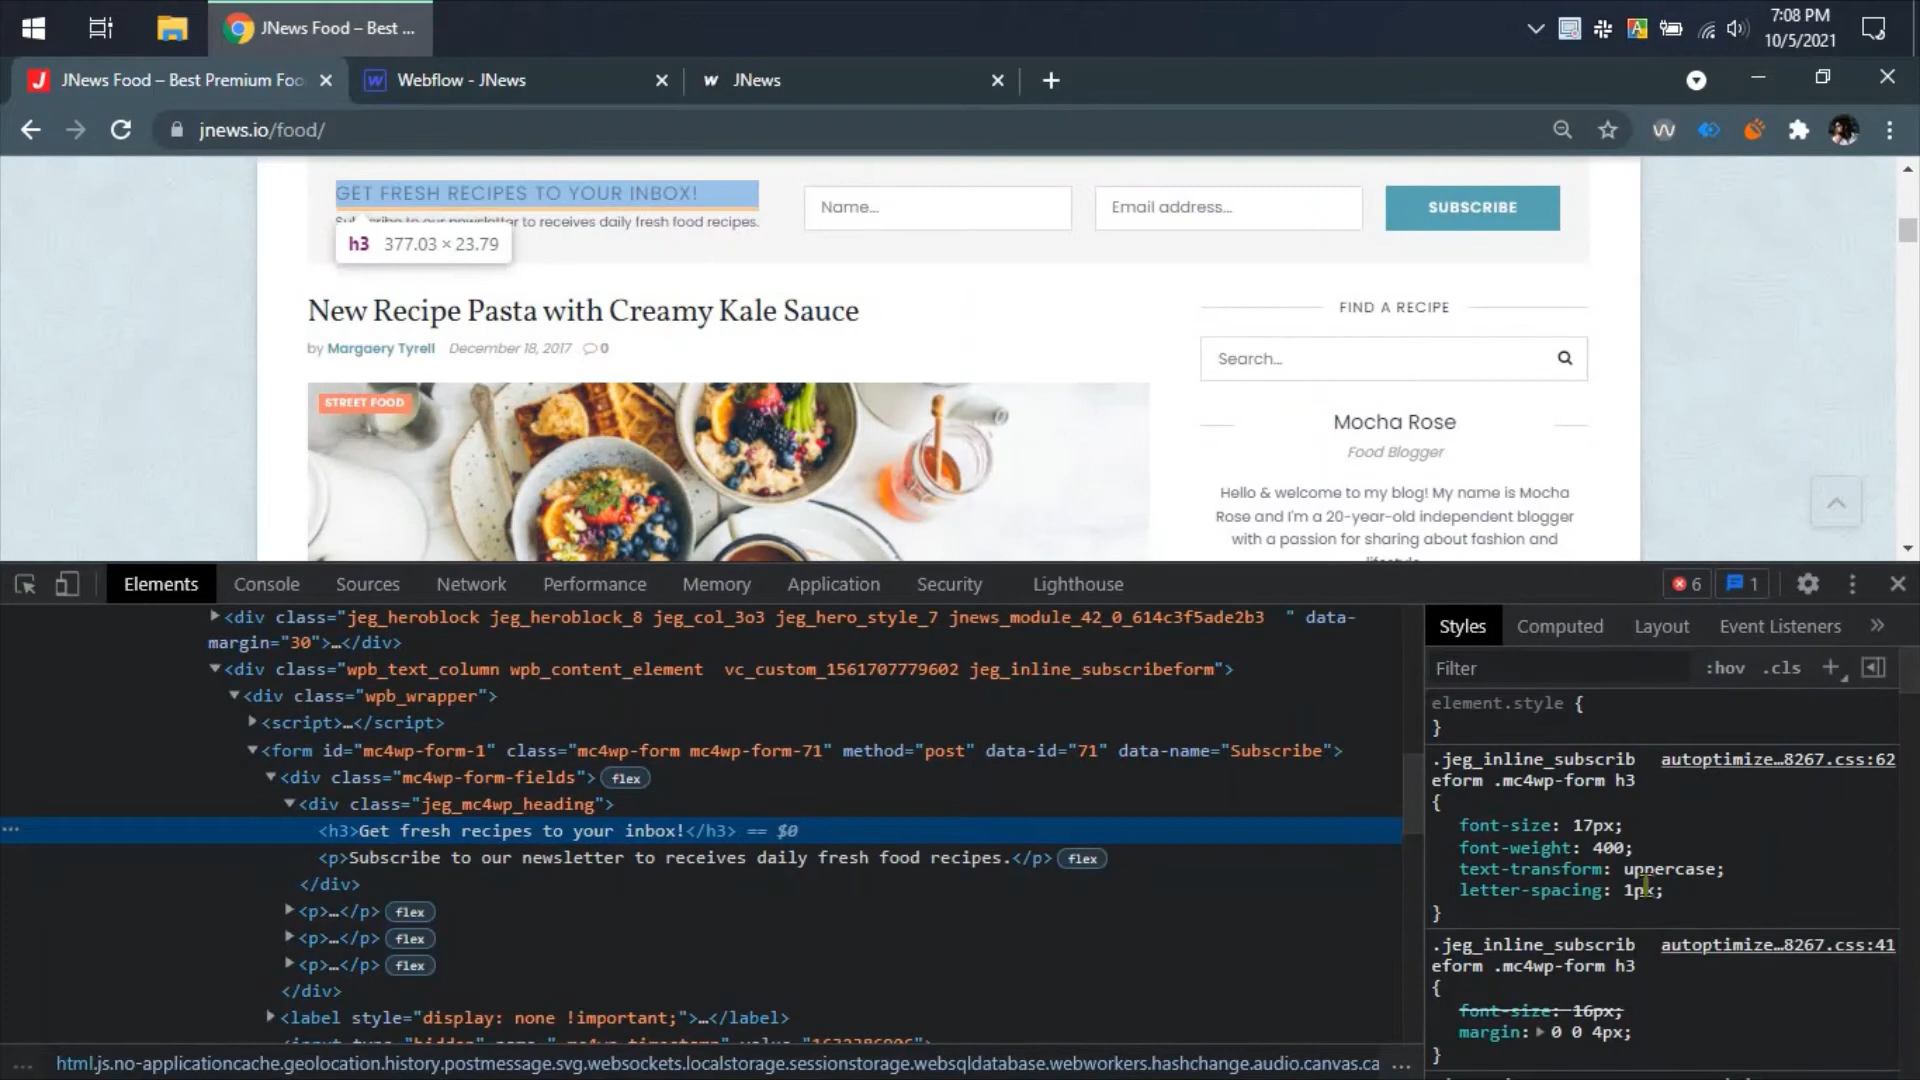 JNews Food – Best ...
7:08 PM
10/5/2021
JNews Food – Best Premium Foo
Webflow - JNews
JNews
jnews.io/food/
GET FRESH RECIPES TO YOUR INBOX!
Subscribe to our newsletter to receives daily fresh food recipes.
h3 377.03 × 23.79
Name...
Email address...
SUBSCRIBE
New Recipe Pasta with Creamy Kale Sauce
by Margaery Tyrell December 18, 2017 0
STREET FOOD
FIND A RECIPE
Search...
Mocha Rose
Food Blogger
Hello & welcome to my blog! My name is Mocha
Rose and I'm a 20-year-old independent blogger
with a passion for sharing about fashion and
lifestyle.
Elements Console Sources Network Performance Memory Application Security Lighthouse
6 1
<div class="jeg_heroblock jeg_heroblock_8 jeg_col_3o3 jeg_hero_style_7 jnews_module_42_0_614c3f5ade2b3 " data-
margin="30">…</div>
<div class="wpb_text_column wpb_content_element vc_custom_1561707779602 jeg_inline_subscribeform">
<div class="wpb_wrapper">
<script>…</script>
<form id="mc4wp-form-1" class="mc4wp-form mc4wp-form-71" method="post" data-id="71" data-name="Subscribe">
<div class="mc4wp-form-fields"> flex
<div class="jeg_mc4wp_heading">
... <h3>Get fresh recipes to your inbox!</h3> == $0
<p>Subscribe to our newsletter to receives daily fresh food recipes.</p> flex
</div>
<p>…</p> flex
<p>…</p> flex
<p>…</p> flex
</div>
<label style="display: none !important;">…</label>
... html.js.no-applicationcache.geolocation.history.postmessage.svg.websockets.localstorage.sessionstorage.websqldatabase.webworkers.hashchange.audio.canvas.ca ...
Styles Computed Layout Event Listeners »
Filter :hov .cls +
element.style {
}
.jeg_inline_subscrib autoptimize…8267.css:62
eform .mc4wp-form h3
{
font-size: 17px;
font-weight: 400;
text-transform: uppercase;
letter-spacing: 1px;
}
.jeg_inline_subscrib autoptimize…8267.css:41
eform .mc4wp-form h3
{
font-size: 16px;
margin: 0 0 4px;
}